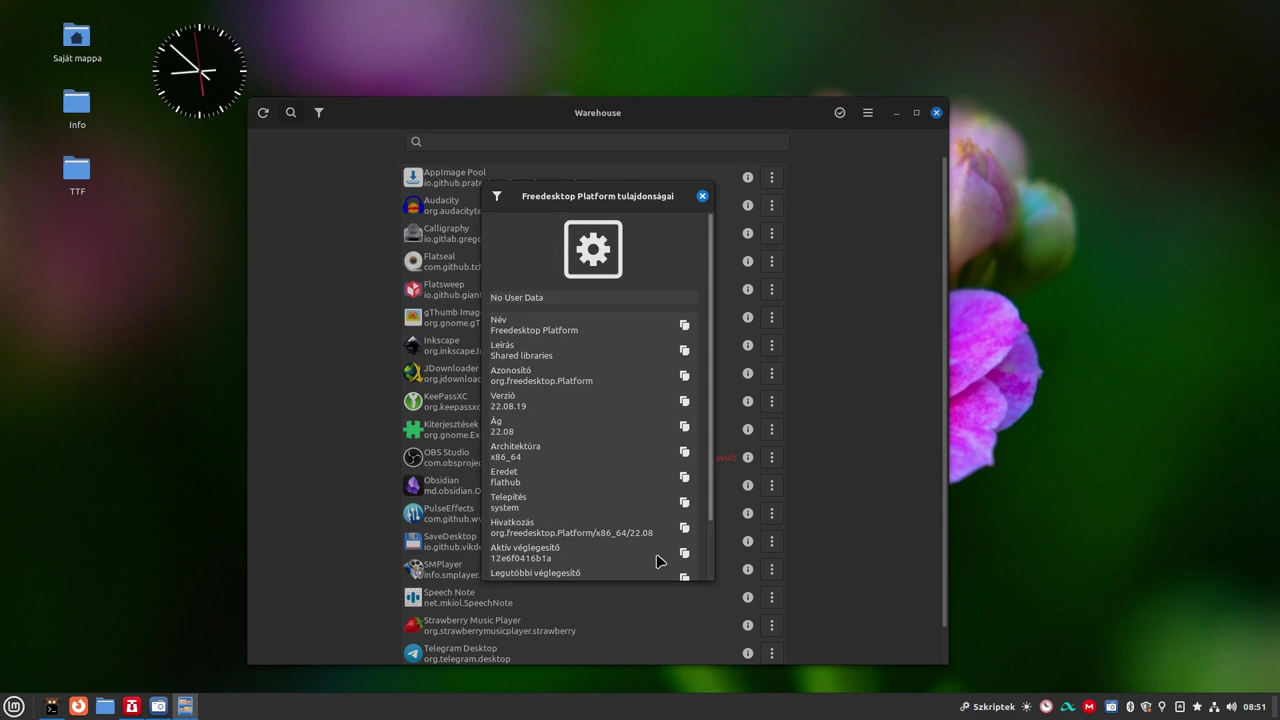 Saját mappa
Info
TTF
Warehouse
AppImage Pool
io.github.prate
Audacity
org.audacityte
Calligraphy
io.gitlab.grego
Flatseal
com.github.tch
Flatsweep
io.github.giant
gThumb Imag
org.gnome.gT
Inkscape
org.inkscape.I
JDownloader
org.jdownload
KeePassXC
org.keepassxc
Kiterjesztések
org.gnome.Ex
OBS Studio
com.obsproje
avult
Obsidian
md.obsidian.O
PulseEffects
com.github.w
SaveDesktop
io.github.vikd
SMPlayer
info.smplayer.
Speech Note
net.mkiol.SpeechNote
Strawberry Music Player
org.strawberrymusicplayer.strawberry
Telegram Desktop
org.telegram.desktop
Freedesktop Platform tulajdonságai
No User Data
Név
Freedesktop Platform
Leírás
Shared libraries
Azonosító
org.freedesktop.Platform
Verzió
22.08.19
Ág
22.08
Architektúra
x86_64
Eredet
flathub
Telepítés
system
Hivatkozás
org.freedesktop.Platform/x86_64/22.08
Aktív véglegesítő
12e6f0416b1a
Legutóbbi véglegesítő
Szkriptek
08:51